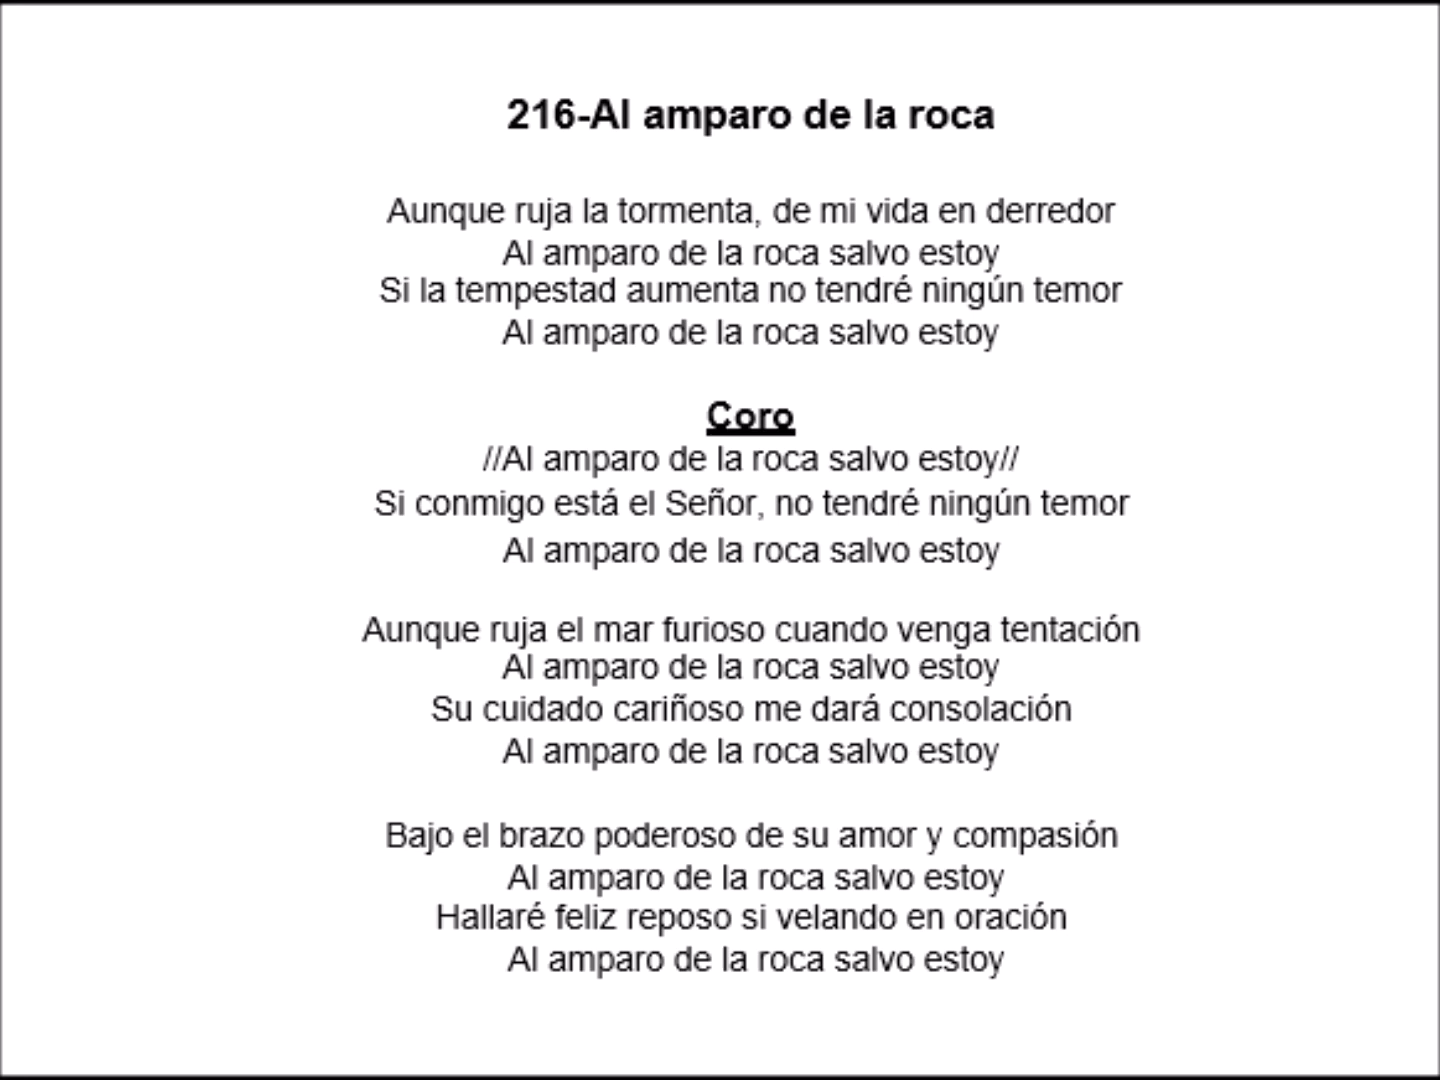 216-Al amparo de la roca
Aunque ruja la tormenta, de mi vida en derredor
Al amparo de la roca salvo estoy
Si la tempestad aumenta no tendré ningún temor
Al amparo de la roca salvo estoy
Coro
//Al amparo de la roca salvo estoy//
Si conmigo está el Señor, no tendré ningún temor
Al amparo de la roca salvo estoy
Aunque ruja el mar furioso cuando venga tentación
Al amparo de la roca salvo estoy
Su cuidado cariñoso me dará consolación
Al amparo de la roca salvo estoy
Bajo el brazo poderoso de su amor y compasión
Al amparo de la roca salvo estoy
Hallaré feliz reposo si velando en oración
Al amparo de la roca salvo estoy